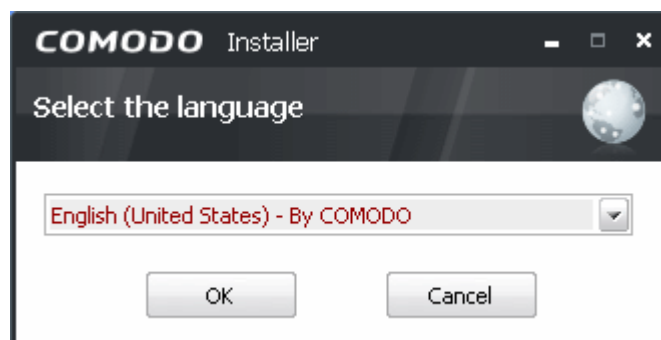 COMODO Installer
Select the language
English (United States) - By COMODO
OK Cancel